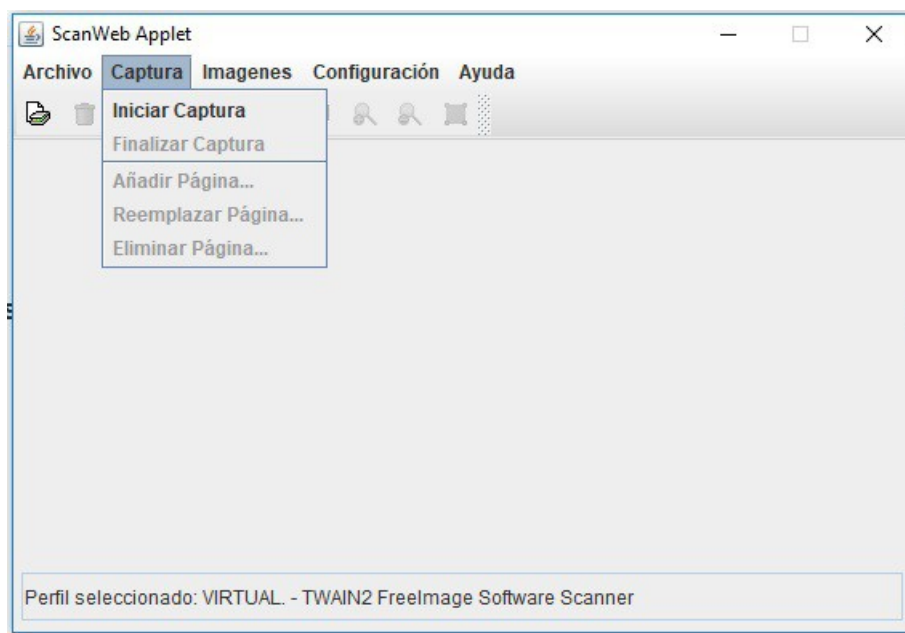 ScanWeb Applet
Archivo Captura Imagenes Configuración Ayuda
Iniciar Captura
Finalizar Captura
Añadir Página...
Reemplazar Página...
Eliminar Página...
Perfil seleccionado: VIRTUAL. - TWAIN2 FreeImage Software Scanner